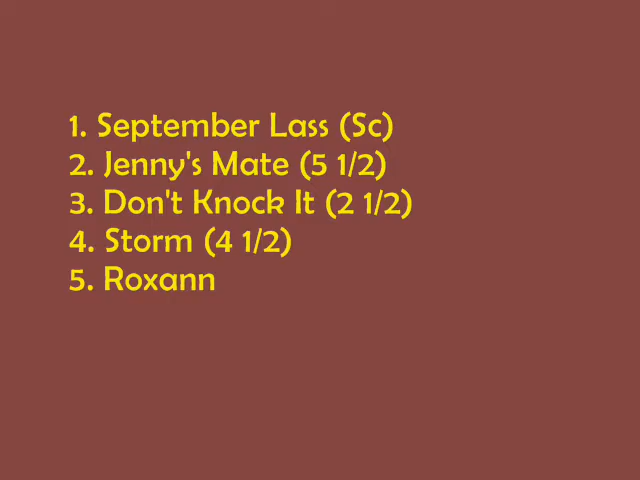 1. September Lass (Sc)
2. Jenny's Mate (5 1/2)
3. Don't Knock It (2 1/2)
4. Storm (4 1/2)
5. Roxann